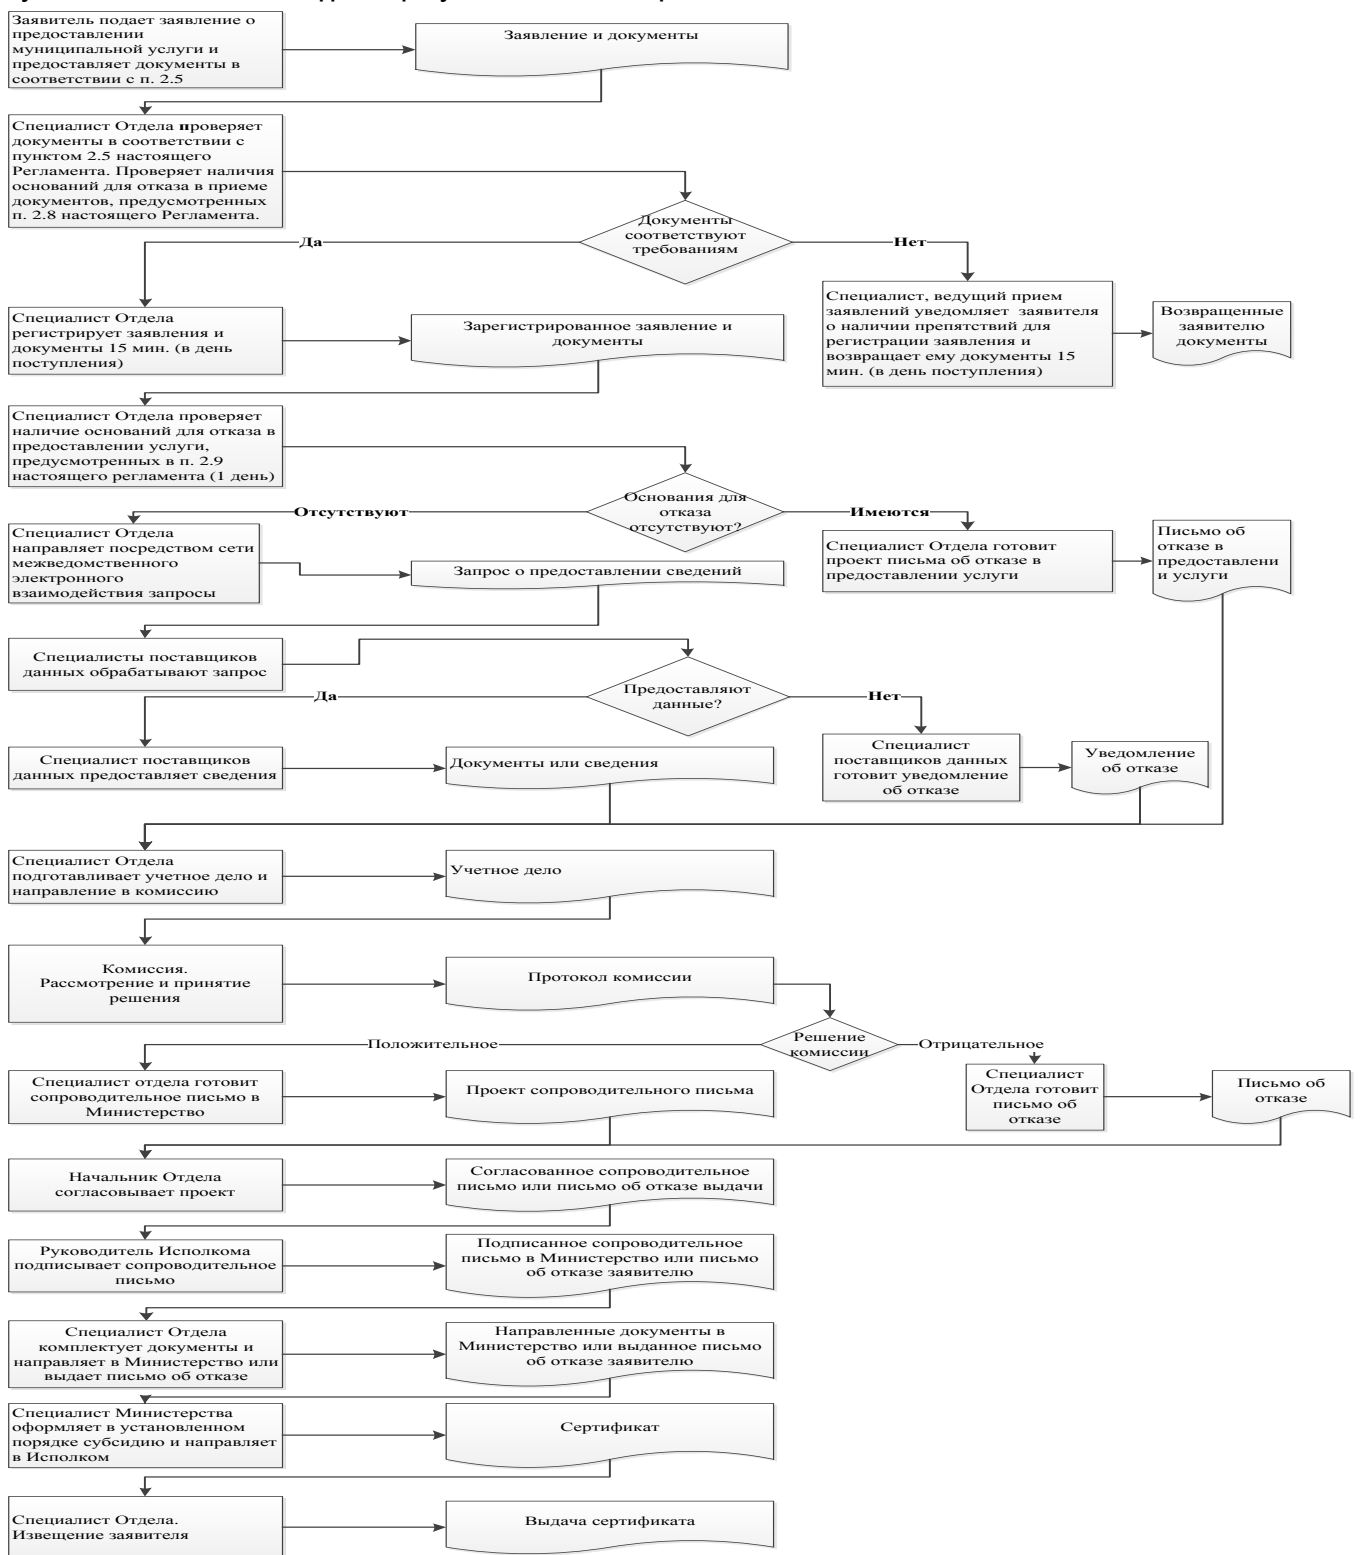 Заявитель подает заявление о
предоставлении
муниципальной услуги и
предоставляет документы в
соответствии с п. 2.5
Заявление и документы
Специалист Отдела проверяет
документы в соответствии с
пунктом 2.5 настоящего
Регламента. Проверяет наличия
оснований для отказа в приеме
документов, предусмотренных
п. 2.8 настоящего Регламента.
Документы
соответствуют
требованиям
Да
Нет
Специалист Отдела
регистрирует заявления и
документы 15 мин. (в день
поступления)
Зарегистрированное заявление и
документы
Специалист, ведущий прием
заявлений уведомляет заявителя
о наличии препятствий для
регистрации заявления и
возвращает ему документы 15
мин. (в день поступления)
Возвращенные
заявителю
документы
Специалист Отдела проверяет
наличие оснований для отказа в
предоставлении услуги,
предусмотренных в п. 2.9
настоящего регламента (1 день)
Основания для
отказа
отсутствуют?
Отсутствуют
Имеются
Специалист Отдела
направляет посредством сети
межведомственного
электронного
взаимодействия запросы
Запрос о предоставлении сведений
Специалист Отдела готовит
проект письма об отказе в
предоставлении услуги
Письмо об
отказе в
предоставлени
и услуги
Специалисты поставщиков
данных обрабатывают запрос
Предоставляют
данные?
Да
Нет
Специалист поставщиков
данных предоставляет сведения
Документы или сведения
Специалист
поставщиков данных
готовит уведомление
об отказе
Уведомление
об отказе
Специалист Отдела
подготавливает учетное дело и
направление в комиссию
Учетное дело
Комиссия.
Рассмотрение и принятие
решения
Протокол комиссии
Решение
комиссии
Положительное
Отрицательное
Специалист отдела готовит
сопроводительное письмо в
Министерство
Проект сопроводительного письма
Специалист
Отдела готовит
письмо об
отказе
Письмо об
отказе
Начальник Отдела
согласовывает проект
Согласованное сопроводительное
письмо или письмо об отказе выдачи
Руководитель Исполкома
подписывает сопроводительное
письмо
Подписанное сопроводительное
письмо в Министерство или письмо
об отказе заявителю
Специалист Отдела
комплектует документы и
направляет в Министерство или
выдает письмо об отказе
Направленные документы в
Министерство или выданное письмо
об отказе заявителю
Специалист Министерства
оформляет в установленном
порядке субсидию и направляет
в Исполком
Сертификат
Специалист Отдела.
Извещение заявителя
Выдача сертификата